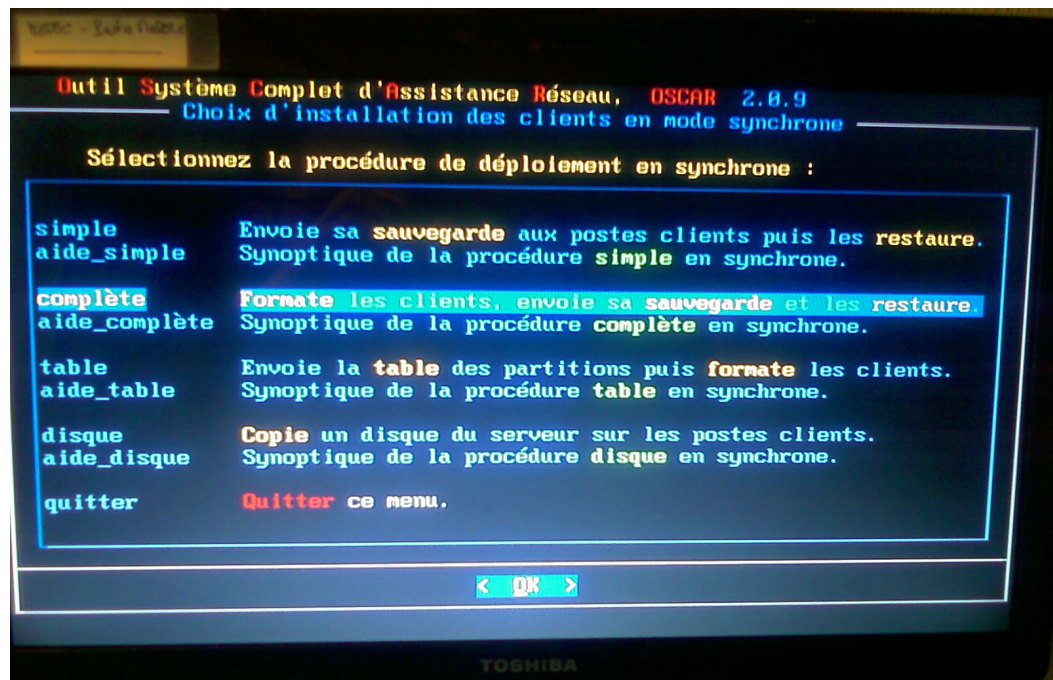 Outil Système Complet d'Assistance Réseau, OSCAR 2.0.9
Choix d'installation des clients en mode synchrone
Sélectionnez la procédure de déploiement en synchrone :
simple Envoie sa sauvegarde aux postes clients puis les restaure.
aide_simple Synoptique de la procédure simple en synchrone.
complète Formate les clients, envoie sa sauvegarde et les restaure.
aide_complète Synoptique de la procédure complète en synchrone.
table Envoie la table des partitions puis formate les clients.
aide_table Synoptique de la procédure table en synchrone.
disque Copie un disque du serveur sur les postes clients.
aide_disque Synoptique de la procédure disque en synchrone.
quitter Quitter ce menu.
< OK >
TOSHIBA